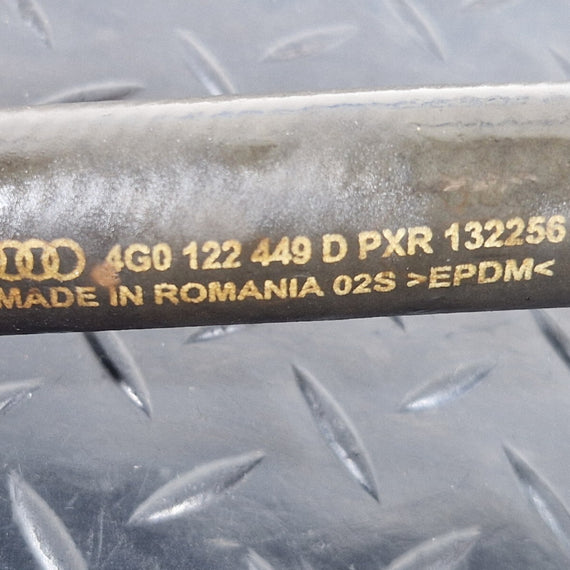 4G0 122 449 D PXR 132256
MADE IN ROMANIA 02S >EPDM<